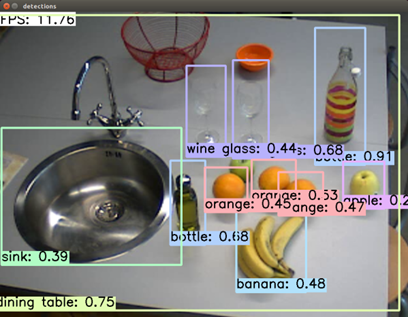 detections
FPS: 11.76
wine glass: 0.44
s: 0.68
bottle: 0.91
orange: 0.53
orange: 0.45
ange: 0.47
apple: 0.2
bottle: 0.68
sink: 0.39
banana: 0.48
dining table: 0.75